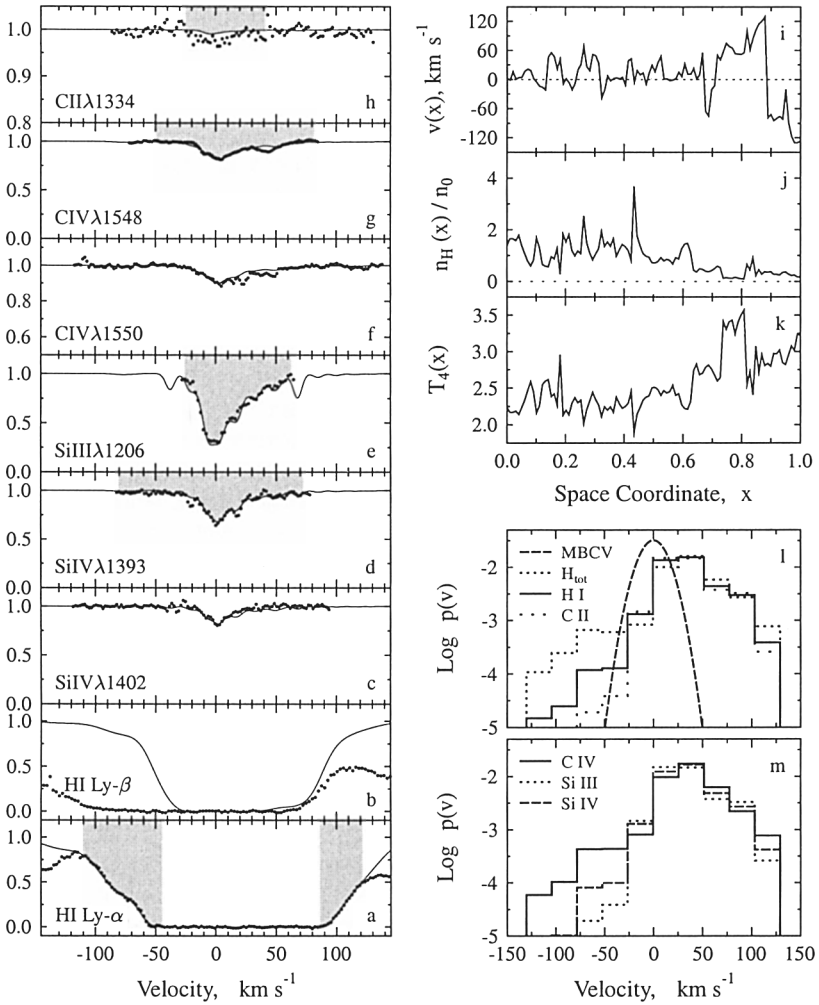 1.0
0.9
0.8
CIIλ1334
h
1.0
0.5
0.0
CIVλ1548
g
1.0
0.8
0.6
CIVλ1550
f
1.0
0.5
0.0
SiIIIλ1206
e
1.0
0.5
0.0
SiIVλ1393
d
1.0
0.5
0.0
SiIVλ1402
c
1.0
0.5
0.0
HI Ly-β
b
1.0
0.5
0.0
HI Ly-α
a
-100 -50 0 50 100
Velocity, km s⁻¹
v(x), km s⁻¹
120
60
0
-60
-120
i
n_H (x) / n_0
4
2
0
j
T_4(x)
3.5
3.0
2.5
2.0
k
0.0 0.2 0.4 0.6 0.8 1.0
Space Coordinate, x
Log p(v)
-2
-3
-4
-5
MBCV
H_tot
H I
C II
l
Log p(v)
-2
-3
-4
-5
C IV
Si III
Si IV
m
-150 -100 -50 0 50 100 150
Velocity, km s⁻¹